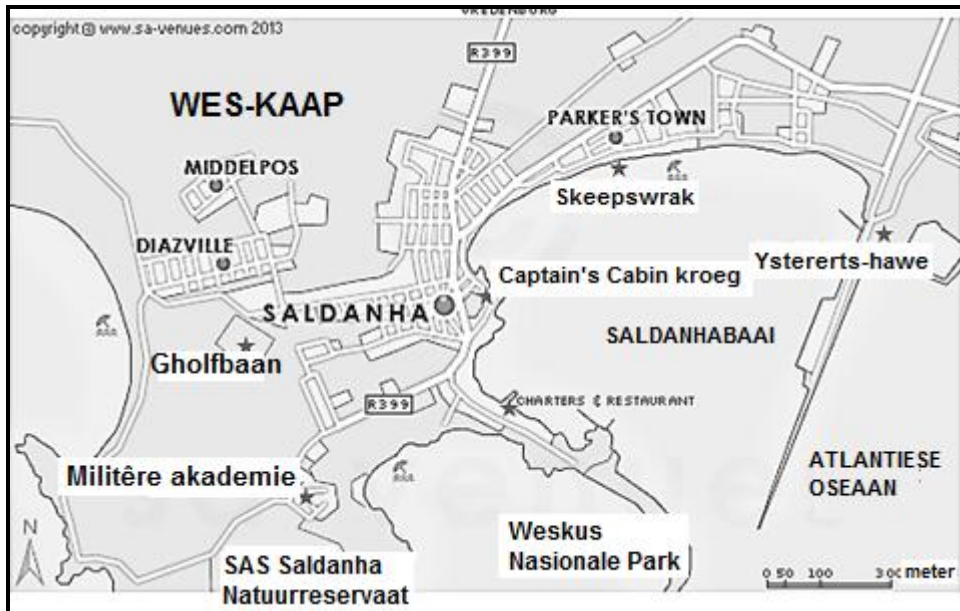 VREDENBURG
copyright@ www.sa-venues.com 2013
R399
WES-KAAP
PARKER'S TOWN
MIDDELPOS
Skeepswrak
DIAZVILLE
Captain's Cabin kroeg
Ystererts-hawe
SALDANHA
SALDANHABAAI
Gholfbaan
R399
CHARTERS & RESTAURANT
Militêre akademie
ATLANTIESE
OSEAAN
N
SAS Saldanha
Natuurreservaat
Weskus
Nasionale Park
0 50 100 300 meter